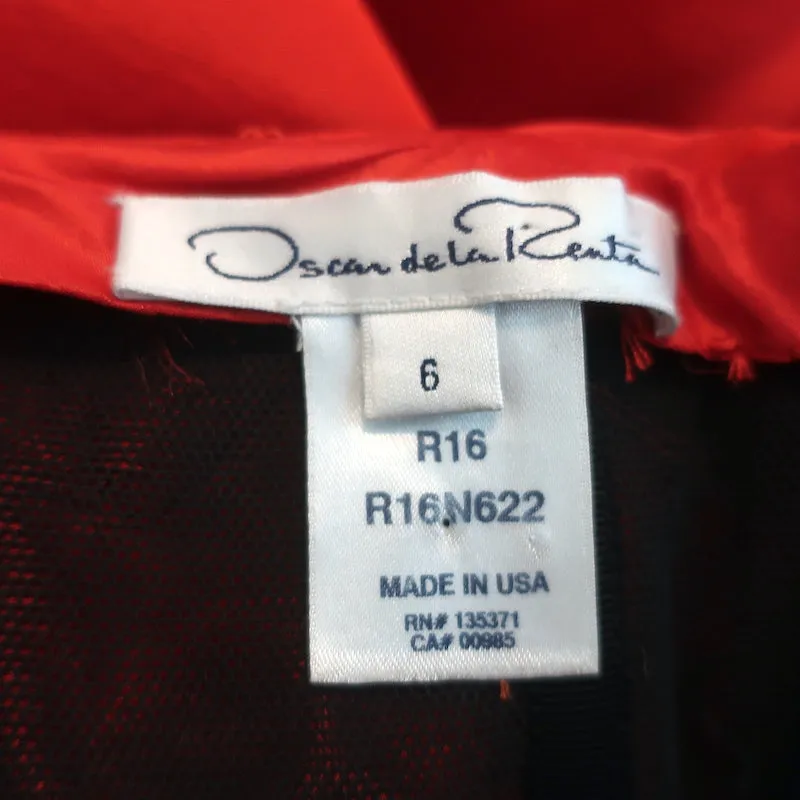 Oscar de la Renta
6
R16
R16N622
MADE IN USA
RN# 135371
CA# 00985